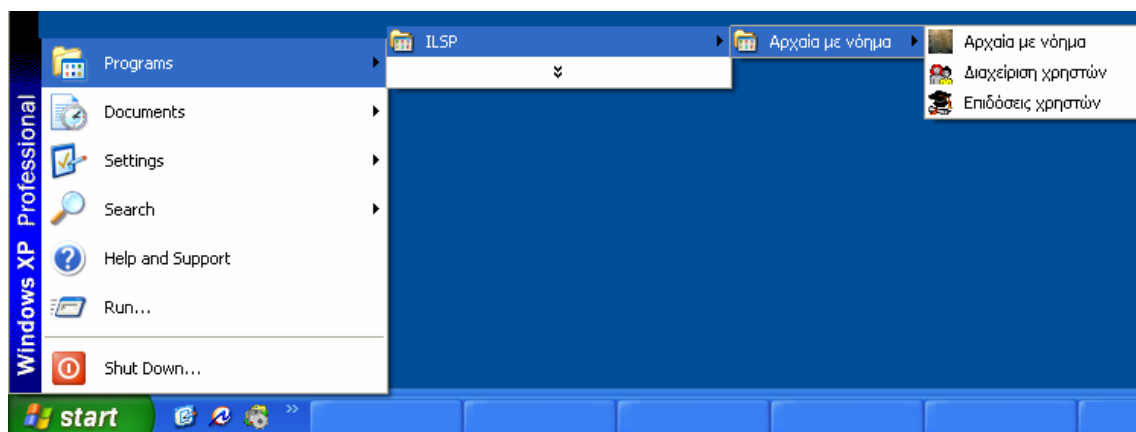 Windows XP Professional
Programs
Documents
Settings
Search
Help and Support
Run...
Shut Down...
ILSP
Αρχαία με νόημα
Αρχαία με νόημα
Διαχείριση χρηστών
Επιδόσεις χρηστών
start